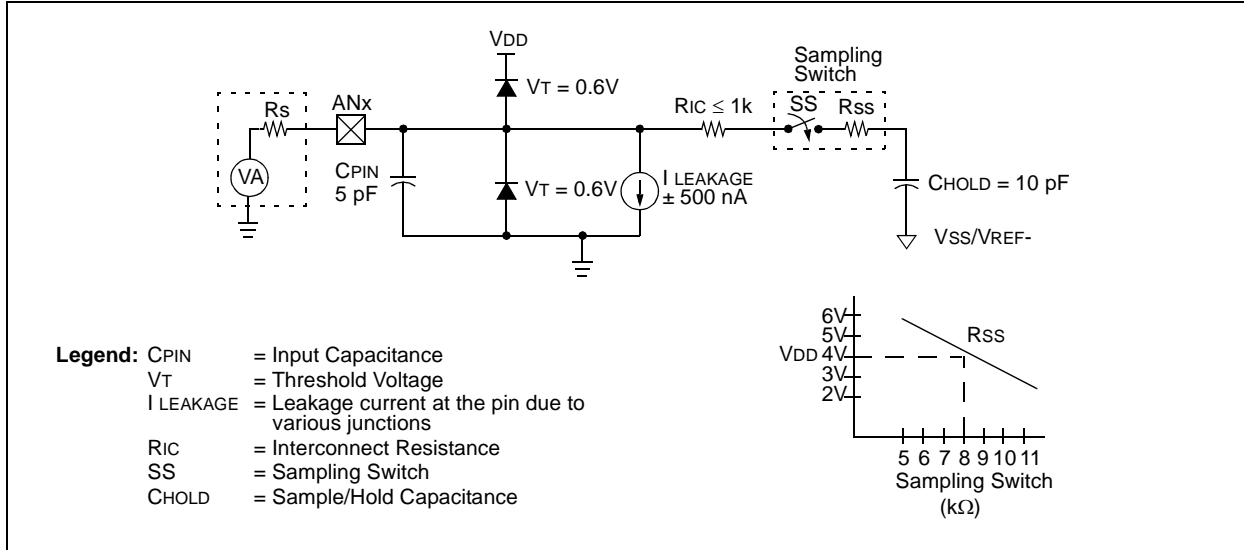 VDD
Sampling
Switch
VT = 0.6V
Rs
ANx
RIC ≤ 1k
SS
RSS
VA
CPIN
5 pF
VT = 0.6V
I LEAKAGE
± 500 nA
CHOLD = 10 pF
VSS/VREF-
6V
5V
VDD 4V
3V
2V
RSS
5 6 7 8 9 10 11
Sampling Switch
(kΩ)
Legend: CPIN = Input Capacitance
VT = Threshold Voltage
I LEAKAGE = Leakage current at the pin due to
various junctions
RIC = Interconnect Resistance
SS = Sampling Switch
CHOLD = Sample/Hold Capacitance